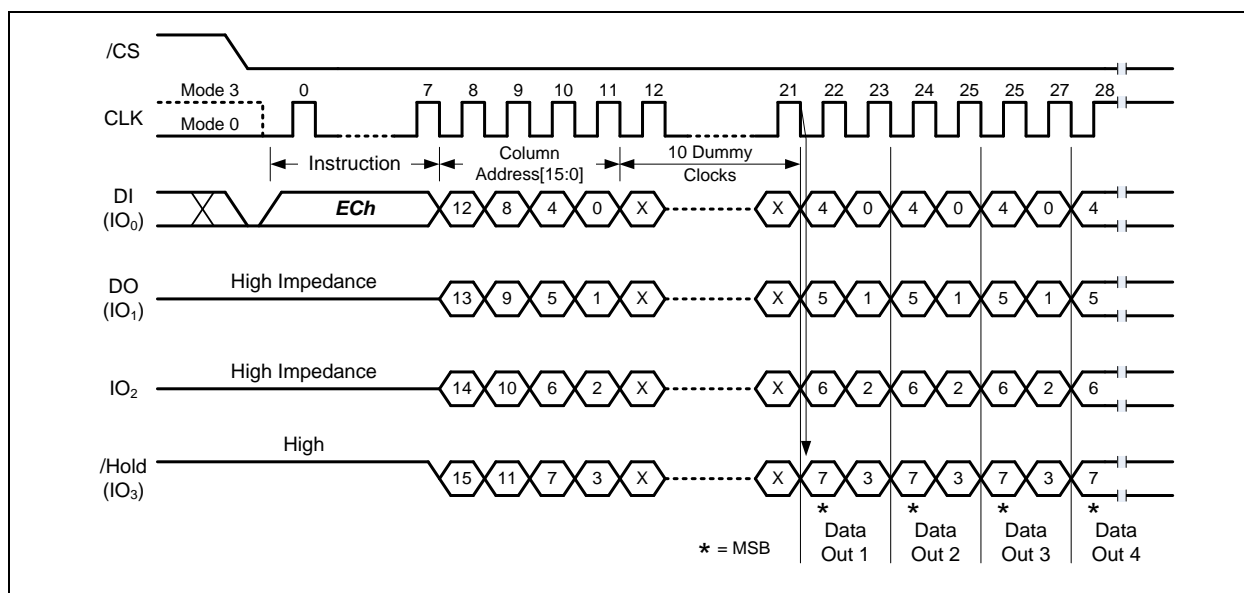 /CS
Mode 3
Mode 0
CLK
0 7 8 9 10 11 12 21 22 23 24 25 25 27 28
Instruction
Column
Address[15:0]
10 Dummy
Clocks
DI
(IO0)
ECh 12 8 4 0 X X 4 0 4 0 4 0 4
High Impedance
DO
(IO1)
13 9 5 1 X X 5 1 5 1 5 1 5
High Impedance
IO2
14 10 6 2 X X 6 2 6 2 6 2 6
High
/Hold
(IO3)
15 11 7 3 X X 7 3 7 3 7 3 7
* * * *
* = MSB
Data
Out 1
Data
Out 2
Data
Out 3
Data
Out 4